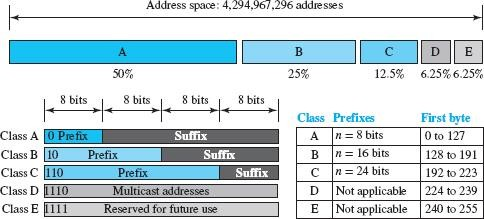 Address space: 4,294,967,296 addresses
A B C D E
50% 25% 12.5% 6.25% 6.25%
8 bits 8 bits 8 bits 8 bits
Class A 0 Prefix Suffix
Class B 10 Prefix Suffix
Class C 110 Prefix Suffix
Class D 1110 Multicast addresses
Class E 1111 Reserved for future use
Class Prefixes First byte
A n = 8 bits 0 to 127
B n = 16 bits 128 to 191
C n = 24 bits 192 to 223
D Not applicable 224 to 239
E Not applicable 240 to 255